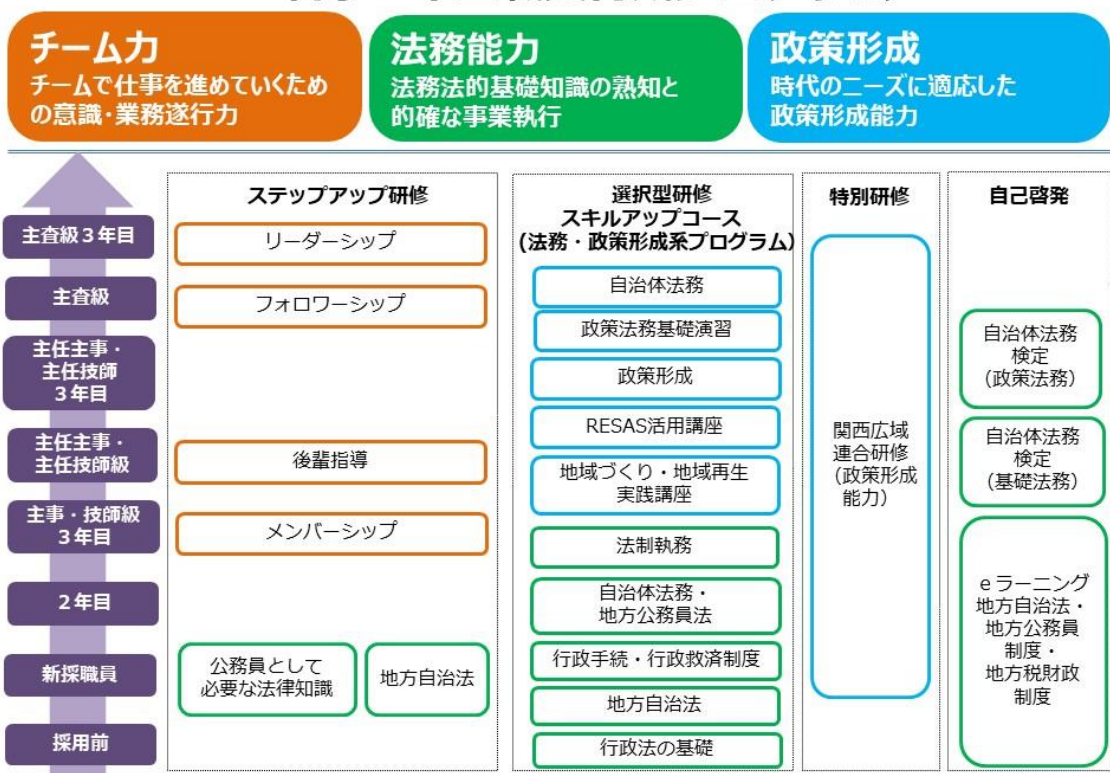 チーム力
チームで仕事を進めていくため
の意識・業務遂行力
法務能力
法務法的基礎知識の熟知と
的確な事業執行
政策形成
時代のニーズに適応した
政策形成能力
主査級３年目
主査級
主任主事・
主任技師
３年目
主任主事・
主任技師級
主事・技師級
３年目
２年目
新採職員
採用前
ステップアップ研修
リーダーシップ
フォロワーシップ
後輩指導
メンバーシップ
公務員として
必要な法律知識
地方自治法
選択型研修
スキルアップコース
(法務・政策形成系プログラム)
自治体法務
政策法務基礎演習
政策形成
RESAS活用講座
地域づくり・地域再生
実践講座
法制執務
自治体法務・
地方公務員法
行政手続・行政救済制度
地方自治法
行政法の基礎
特別研修
関西広域
連合研修
（政策形成
能力）
自己啓発
自治体法務
検定
（政策法務）
自治体法務
検定
（基礎法務）
eラーニング
地方自治法・
地方公務員
制度・
地方税財政
制度